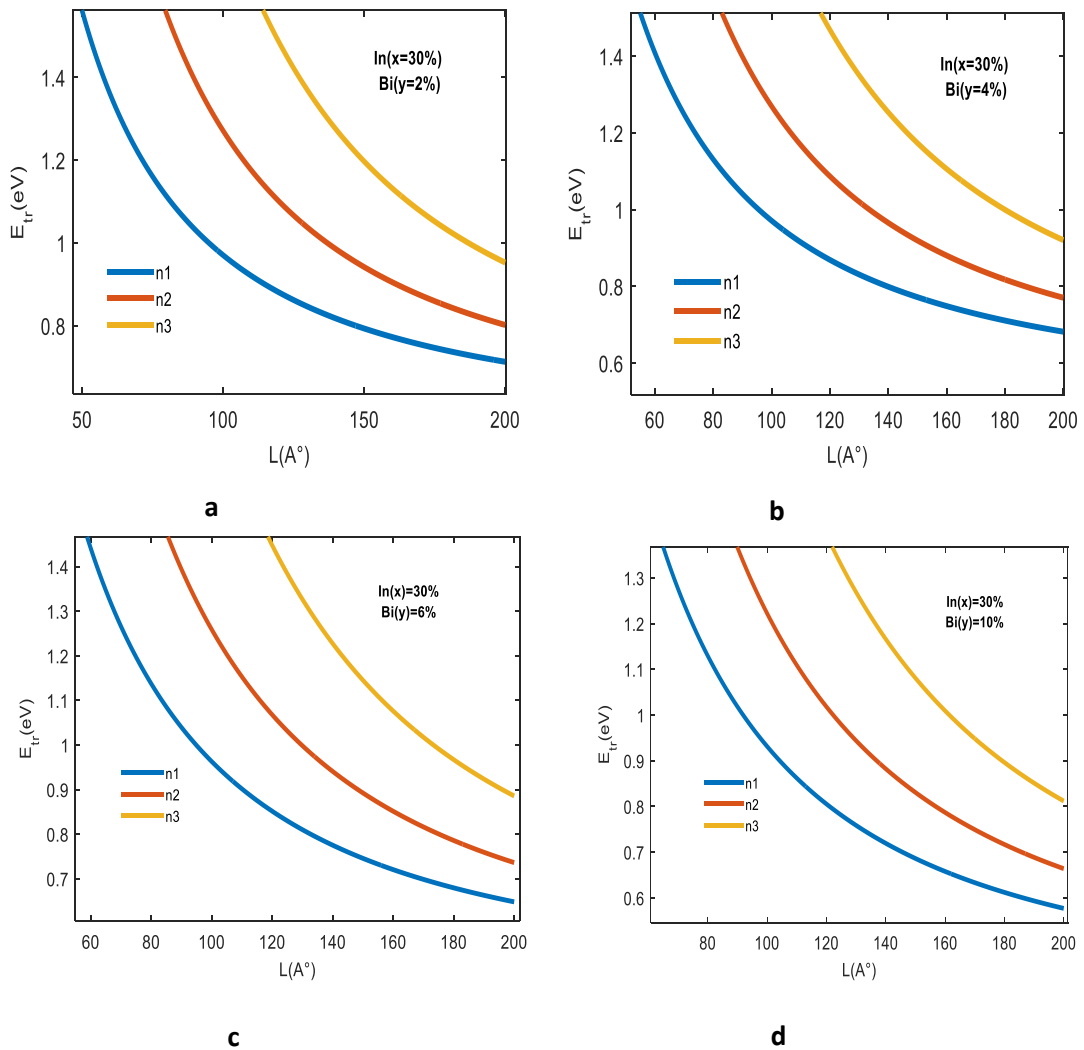 In(x=30%)
Bi(y=2%)
E_tr(eV)
1.4
1.2
1
0.8
n1
n2
n3
50
100
150
200
L(A°)
a
In(x=30%)
Bi(y=4%)
E_tr(eV)
1.4
1.2
1
0.8
0.6
n1
n2
n3
60
80
100
120
140
160
180
200
L(A°)
b
In(x)=30%
Bi(y)=6%
E_tr(eV)
1.4
1.3
1.2
1.1
1
0.9
0.8
0.7
n1
n2
n3
60
80
100
120
140
160
180
200
L(A°)
c
In(x)=30%
Bi(y)=10%
E_tr(eV)
1.3
1.2
1.1
1
0.9
0.8
0.7
0.6
n1
n2
n3
80
100
120
140
160
180
200
L(A°)
d